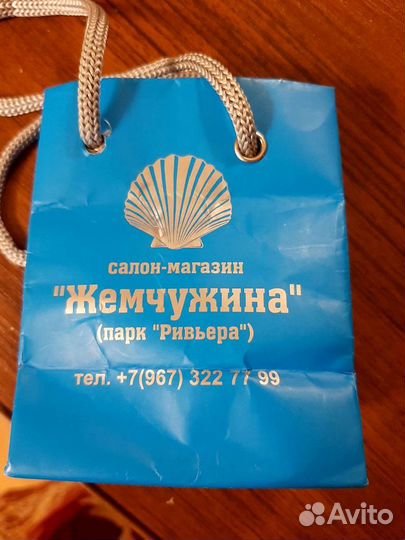 салон-магазин
"Жемчужина"
(парк "Ривьера")
тел. +7(967) 322 77 99
Avito